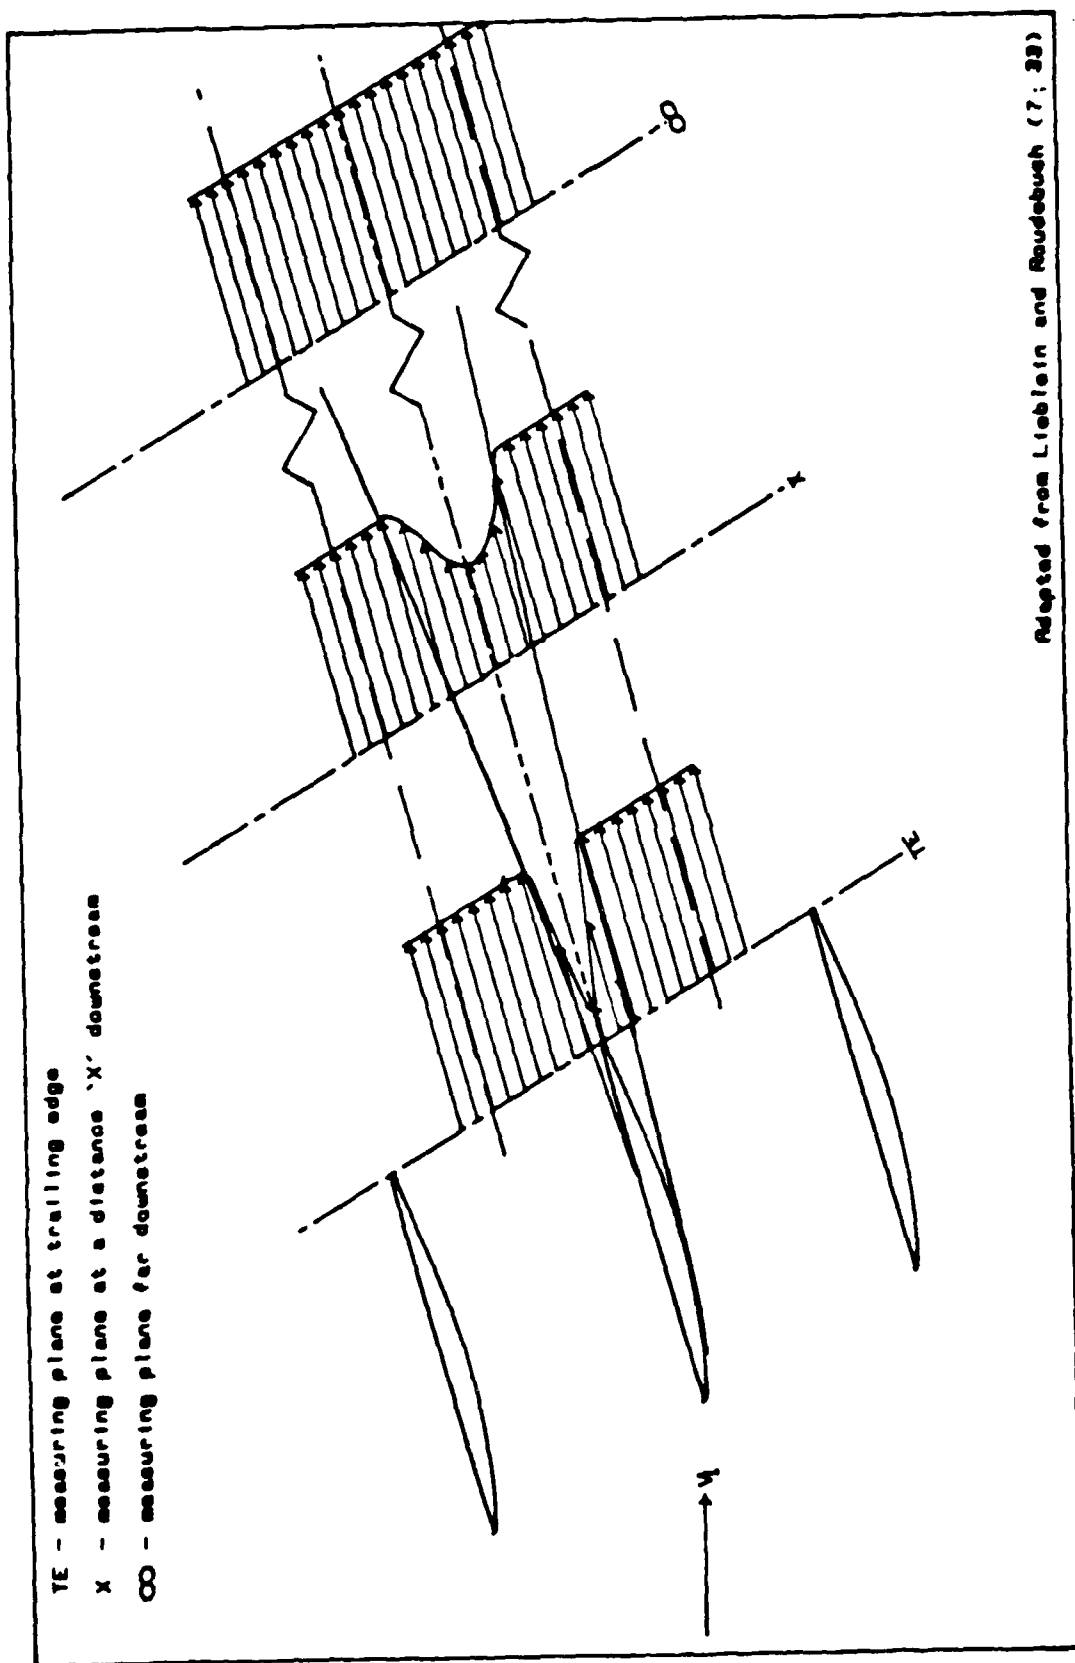 TE - measuring plane at trailing edge
X - measuring plane at a distance 'X' downstream
∞ - measuring plane far downstream
TE
X
∞
Adapted from Lieblein and Roudebush (7; 33)